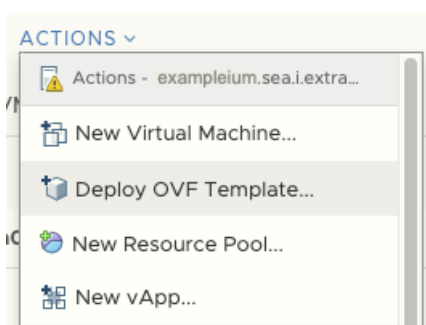 ACTIONS
Actions - exampleium.sea.i.extra...
New Virtual Machine...
Deploy OVF Template...
New Resource Pool...
New vApp...